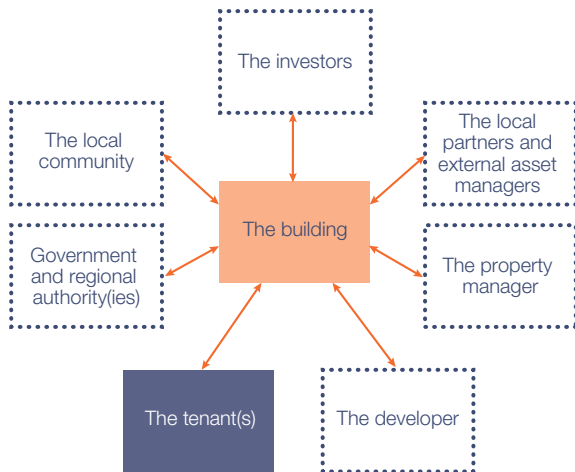 The investors
The local
community
The local
partners and
external asset
managers
The building
Government
and regional
authority(ies)
The property
manager
The tenant(s)
The developer